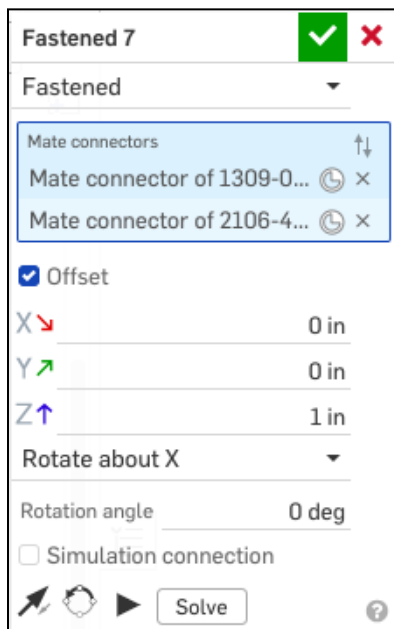 Fastened 7
Fastened
Mate connectors
Mate connector of 1309-0...
Mate connector of 2106-4...
Offset
X 0 in
Y 0 in
Z 1 in
Rotate about X
Rotation angle 0 deg
Simulation connection
Solve ?